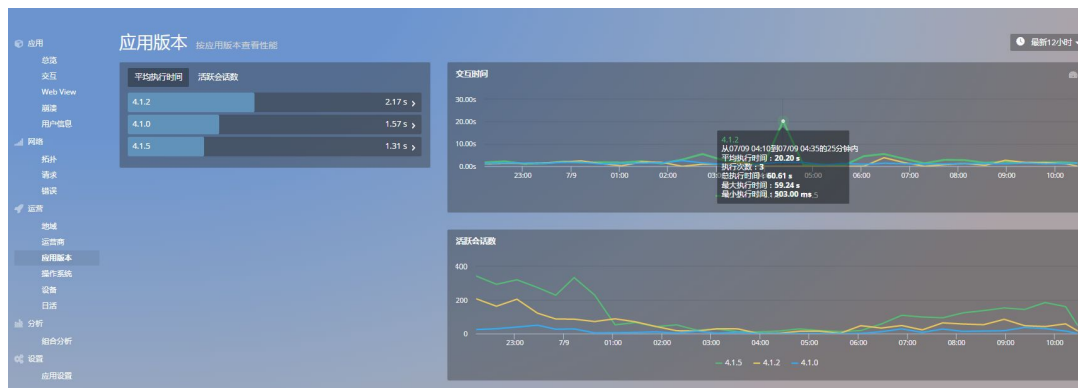 应用
总览
交互
Web View
崩溃
用户信息
网络
拓扑
请求
错误
运营
地域
运营商
应用版本
操作系统
设备
日活
分析
组合分析
设置
应用设置
应用版本 按应用版本查看性能
最新12小时
平均执行时间 活跃会话数
4.1.2 2.17 s
4.1.0 1.57 s
4.1.5 1.31 s
交互时间
30.00s
20.00s
10.00s
0.00s
4.1.2
从07/09 04:10到07/09 04:35的25分钟内
平均执行时间：20.20 s
执行次数：3
总执行时间：60.61 s
最大执行时间：59.24 s
最小执行时间：503.00 ms
23:00 7/9 01:00 02:00 05:00 06:00 07:00 08:00 09:00 10:00
活跃会话数
400
200
0
23:00 7/9 01:00 02:00 03:00 04:00 05:00 06:00 07:00 08:00 09:00 10:00
4.1.5 4.1.2 4.1.0